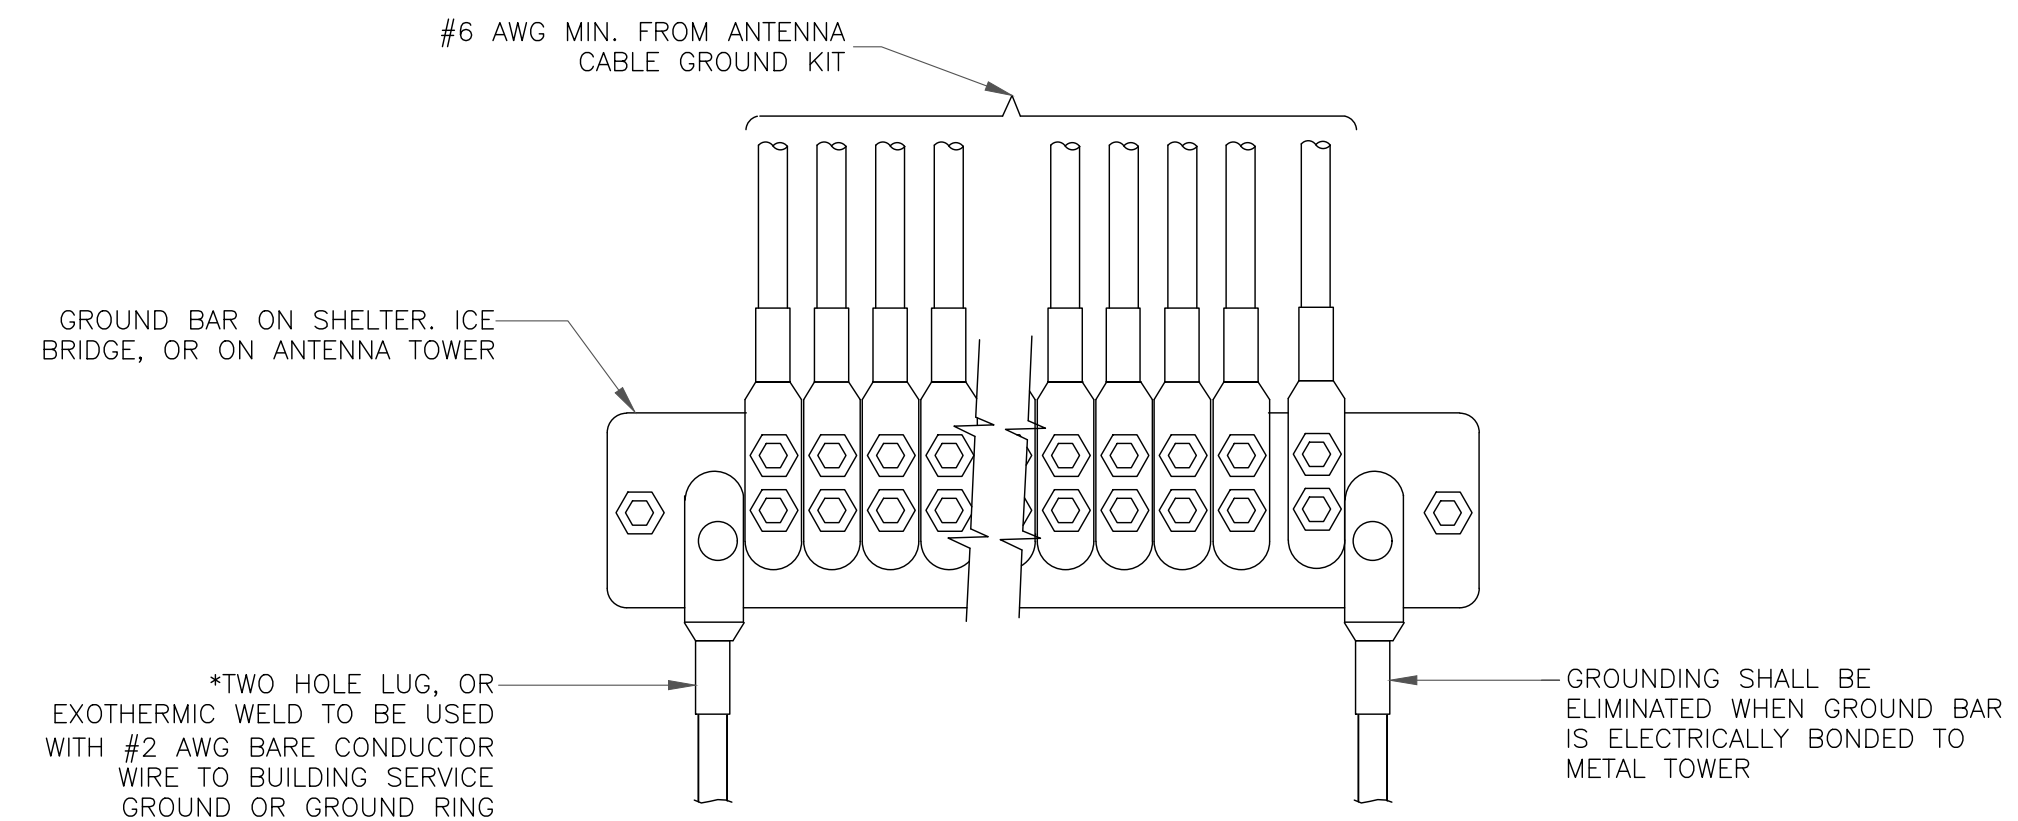 #6 AWG MIN. FROM ANTENNA
CABLE GROUND KIT
GROUND BAR ON SHELTER. ICE
BRIDGE, OR ON ANTENNA TOWER
*TWO HOLE LUG, OR
EXOTHERMIC WELD TO BE USED
WITH #2 AWG BARE CONDUCTOR
WIRE TO BUILDING SERVICE
GROUND OR GROUND RING
GROUNDING SHALL BE
ELIMINATED WHEN GROUND BAR
IS ELECTRICALLY BONDED TO
METAL TOWER